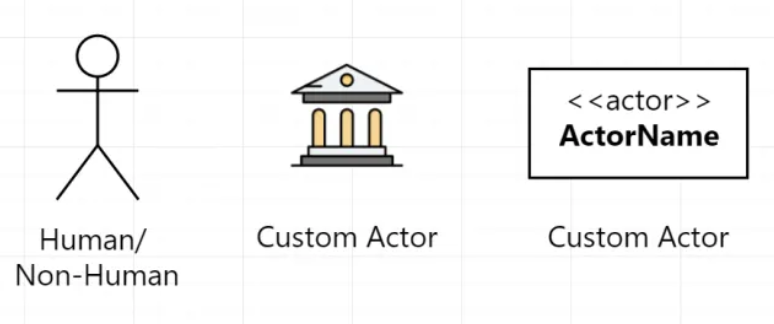 <<actor>>
ActorName
Human/
Non-Human
Custom Actor
Custom Actor